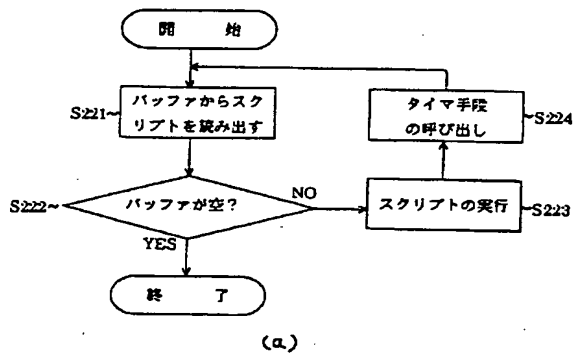 開 始
S221~
バッファからスク
リプトを読み出す
タイマ手段
の呼び出し
~S224
S222~
バッファが空?
NO
スクリプトの実行
~S223
YES
終 了
(a)